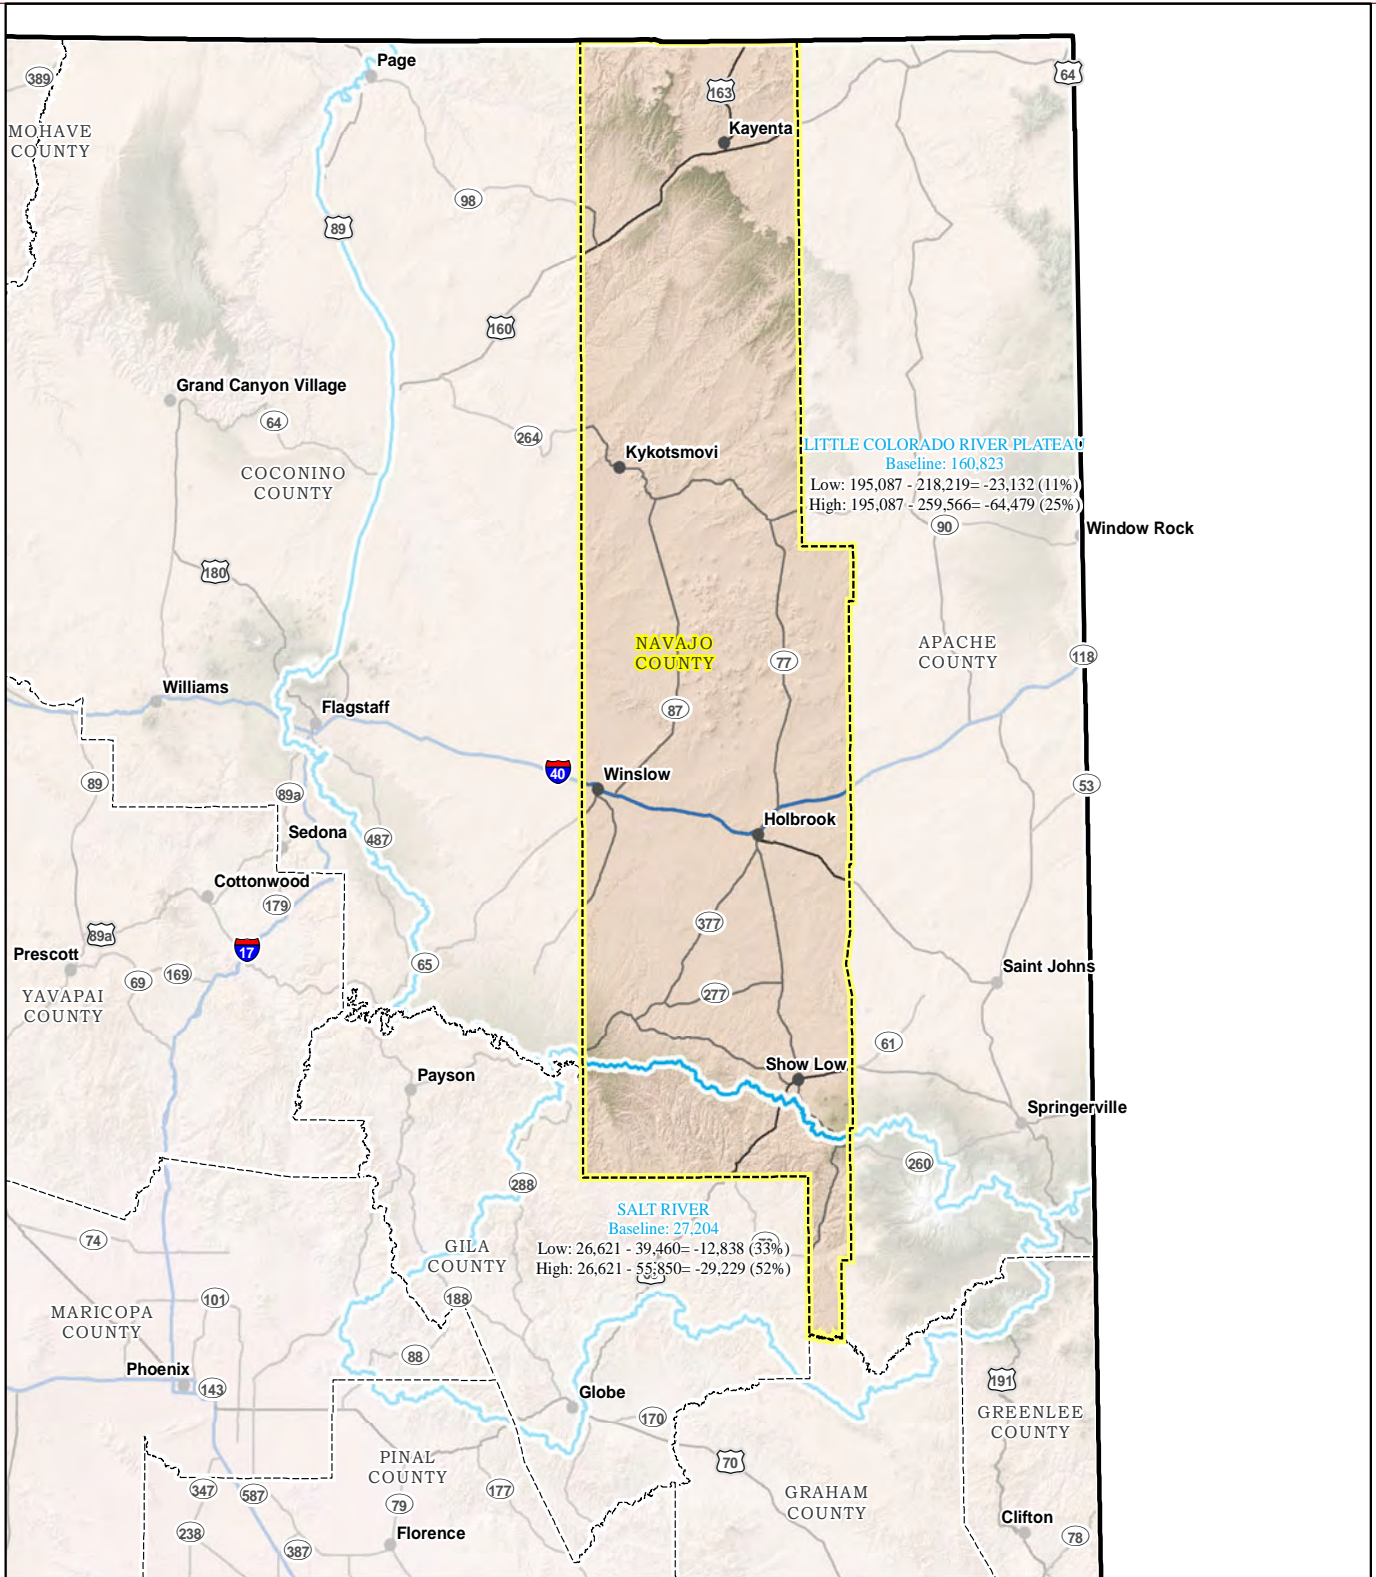 Page
389
64
163
MOHAVE
COUNTY
Kayenta
98
89
160
Grand Canyon Village
64
264
LITTLE COLORADO RIVER PLATEAU
Baseline: 160,823
Low: 195,087 - 218,219= -23,132 (11%)
High: 195,087 - 259,566= -64,479 (25%)
Kykotsmovi
COCONINO
COUNTY
90
Window Rock
180
NAVAJO
COUNTY
APACHE
COUNTY
118
77
Williams
Flagstaff
87
40
Winslow
89
89a
53
Holbrook
Sedona
487
Cottonwood
179
377
89a
17
Prescott
65
69
169
Saint Johns
277
YAVAPAI
COUNTY
61
Show Low
Payson
Springerville
260
288
SALT RIVER
Baseline: 27,204
Low: 26,621 - 39,460= -12,838 (33%)
High: 26,621 - 55,850= -29,229 (52%)
74
GILA
COUNTY
101
188
MARICOPA
COUNTY
88
Phoenix
143
191
Globe
170
GREENLEE
COUNTY
PINAL
COUNTY
70
347
587
79
177
GRAHAM
COUNTY
238
Florence
387
Clifton
78